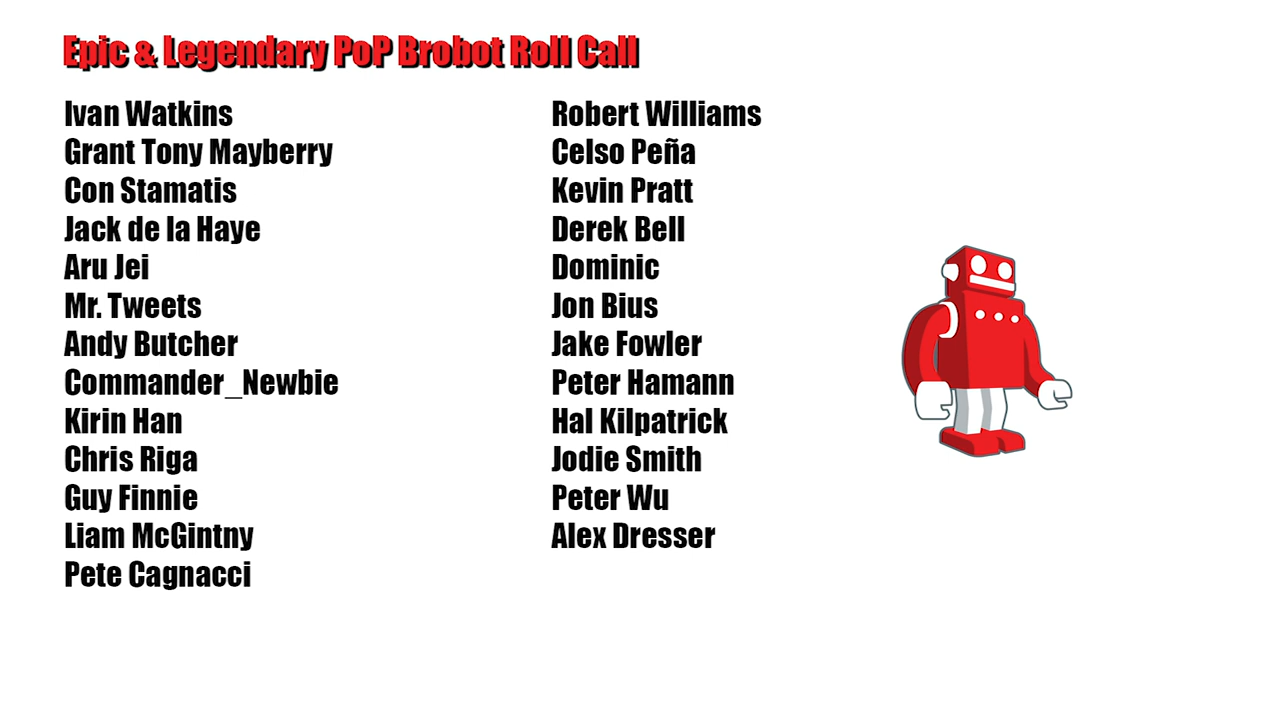 Epic & Legendary PoP Brobot Roll Call
Ivan Watkins
Grant Tony Mayberry
Con Stamatis
Jack de la Haye
Aru Jei
Mr. Tweets
Andy Butcher
Commander_Newbie
Kirin Han
Chris Riga
Guy Finnie
Liam McGintny
Pete Cagnacci
Robert Williams
Celso Peña
Kevin Pratt
Derek Bell
Dominic
Jon Bius
Jake Fowler
Peter Hamann
Hal Kilpatrick
Jodie Smith
Peter Wu
Alex Dresser